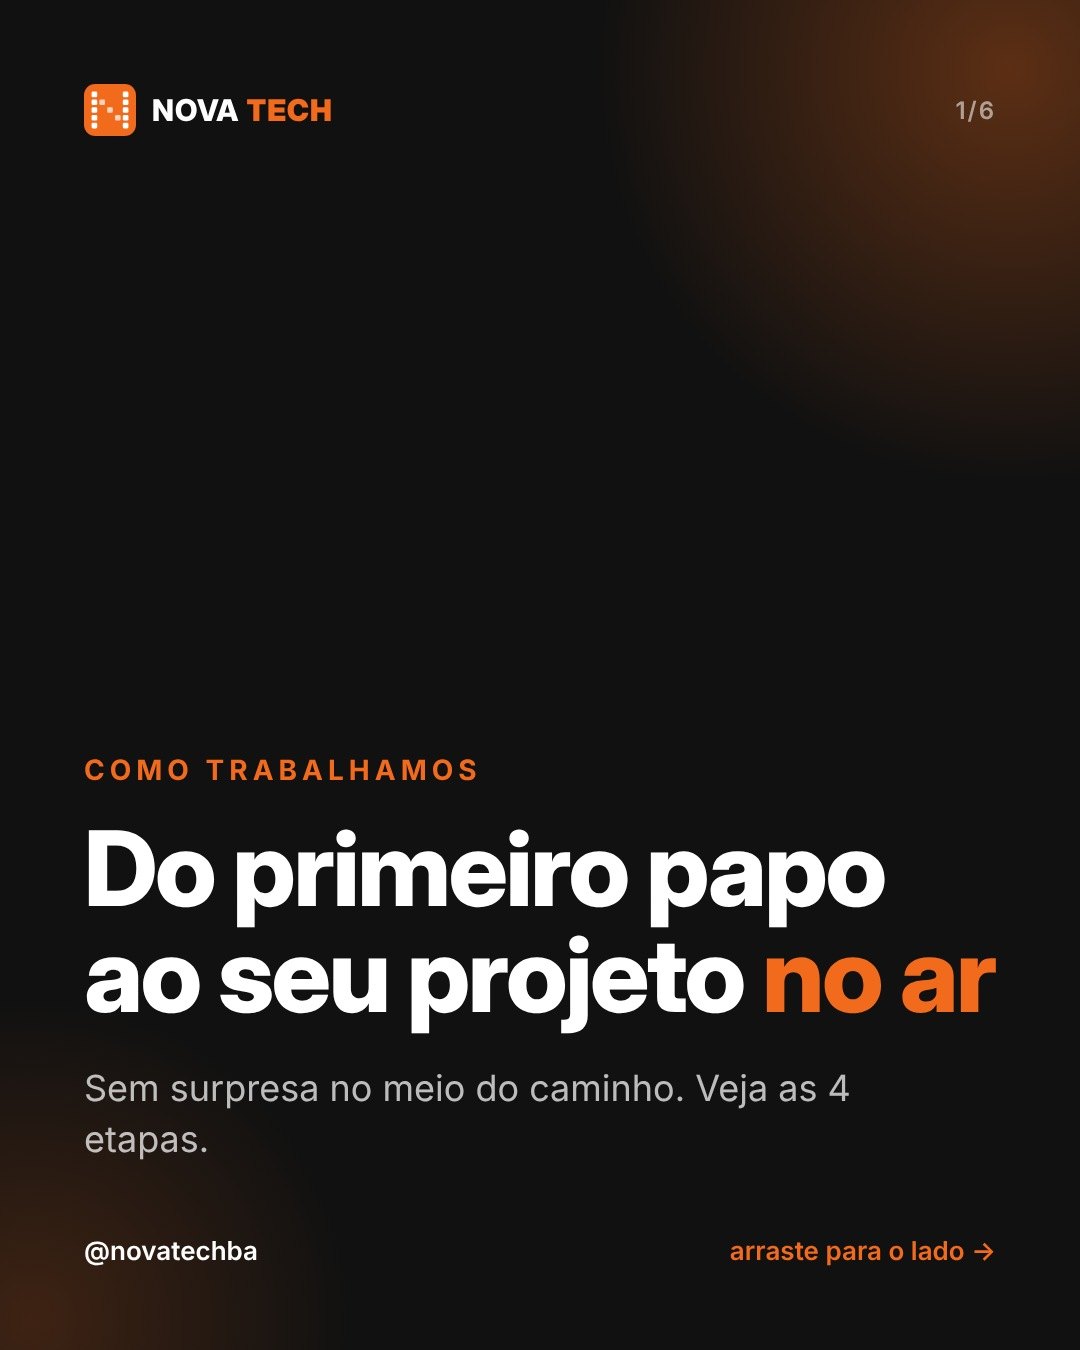 NOVA TECH
1/6
COMO TRABALHAMOS
Do primeiro papo
ao seu projeto no ar
Sem surpresa no meio do caminho. Veja as 4
etapas.
@novatechba
arraste para o lado →